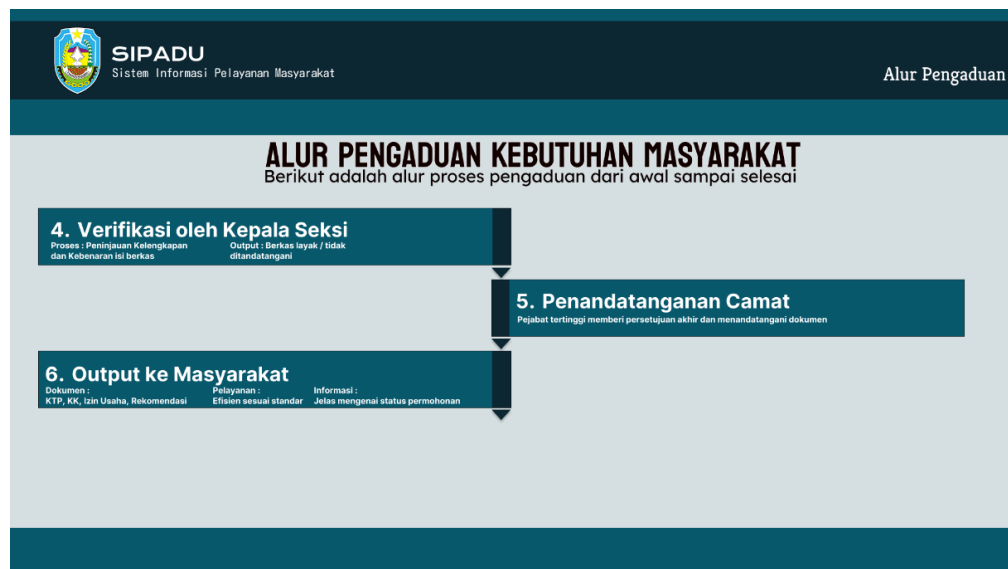 SIPADU
Sistem Informasi Pelayanan Masyarakat
Alur Pengaduan
ALUR PENGADUAN KEBUTUHAN MASYARAKAT
Berikut adalah alur proses pengaduan dari awal sampai selesai
4. Verifikasi oleh Kepala Seksi
Proses : Peninjauan Kelengkapan
dan Kebenaran isi berkas
Output : Berkas layak / tidak
ditandatangani
5. Penandatanganan Camat
Pejabat tertinggi memberi persetujuan akhir dan menandatangani dokumen
6. Output ke Masyarakat
Dokumen :
KTP, KK, Izin Usaha, Rekomendasi
Pelayanan :
Efisien sesuai standar
Informasi :
Jelas mengenai status permohonan